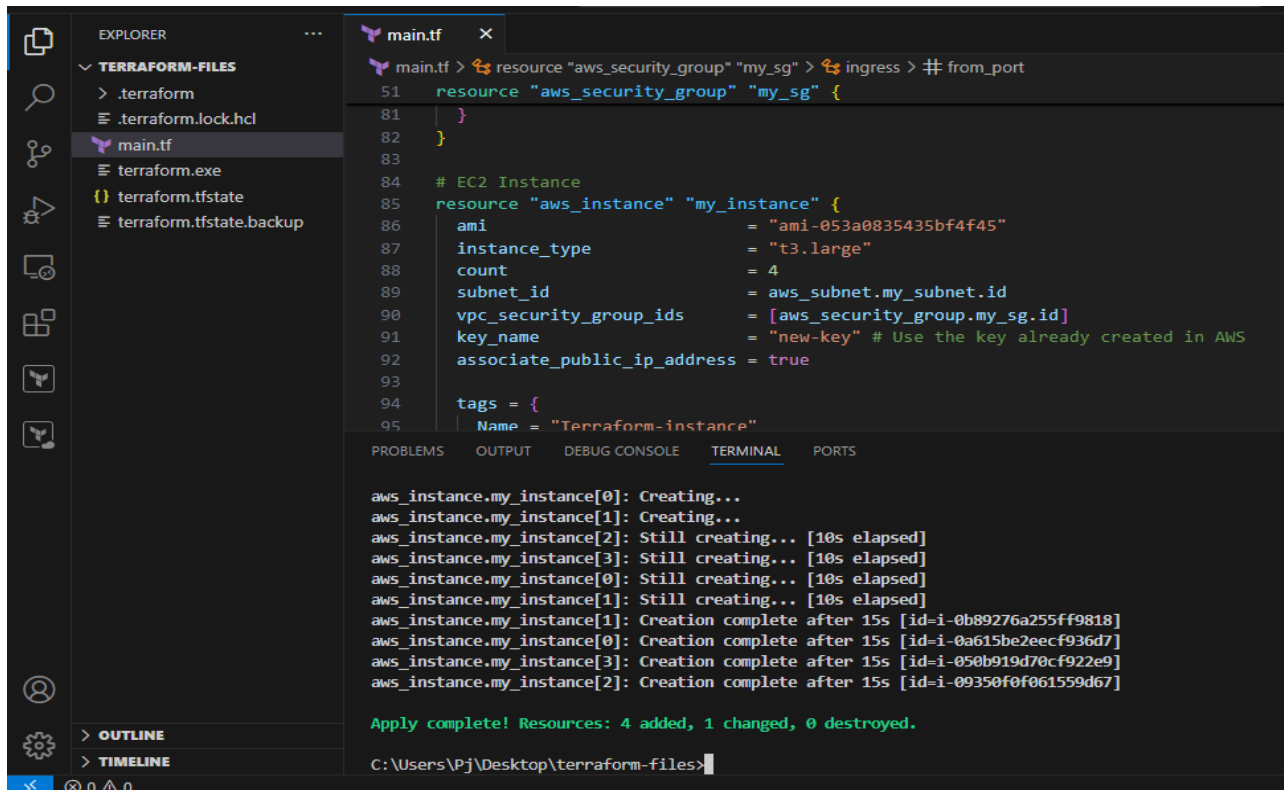 EXPLORER
TERRAFORM-FILES
.terraform
.terraform.lock.hcl
main.tf
terraform.exe
{} terraform.tfstate
terraform.tfstate.backup
OUTLINE
TIMELINE
main.tf
main.tf > resource "aws_security_group" "my_sg" > ingress > # from_port
51 resource "aws_security_group" "my_sg" {
81 }
82 }
83
84 # EC2 Instance
85 resource "aws_instance" "my_instance" {
86 ami = "ami-053a0835435bf4f45"
87 instance_type = "t3.large"
88 count = 4
89 subnet_id = aws_subnet.my_subnet.id
90 vpc_security_group_ids = [aws_security_group.my_sg.id]
91 key_name = "new-key" # Use the key already created in AWS
92 associate_public_ip_address = true
93
94 tags = {
95 Name = "Terraform-instance"
PROBLEMS OUTPUT DEBUG CONSOLE TERMINAL PORTS
aws_instance.my_instance[0]: Creating...
aws_instance.my_instance[1]: Creating...
aws_instance.my_instance[2]: Still creating... [10s elapsed]
aws_instance.my_instance[3]: Still creating... [10s elapsed]
aws_instance.my_instance[0]: Still creating... [10s elapsed]
aws_instance.my_instance[1]: Still creating... [10s elapsed]
aws_instance.my_instance[1]: Creation complete after 15s [id=i-0b89276a255ff9818]
aws_instance.my_instance[0]: Creation complete after 15s [id=i-0a615be2eecf936d7]
aws_instance.my_instance[3]: Creation complete after 15s [id=i-050b919d70cf922e9]
aws_instance.my_instance[2]: Creation complete after 15s [id=i-09350f0f061559d67]
Apply complete! Resources: 4 added, 1 changed, 0 destroyed.
C:\Users\Pj\Desktop\terraform-files>
0 0